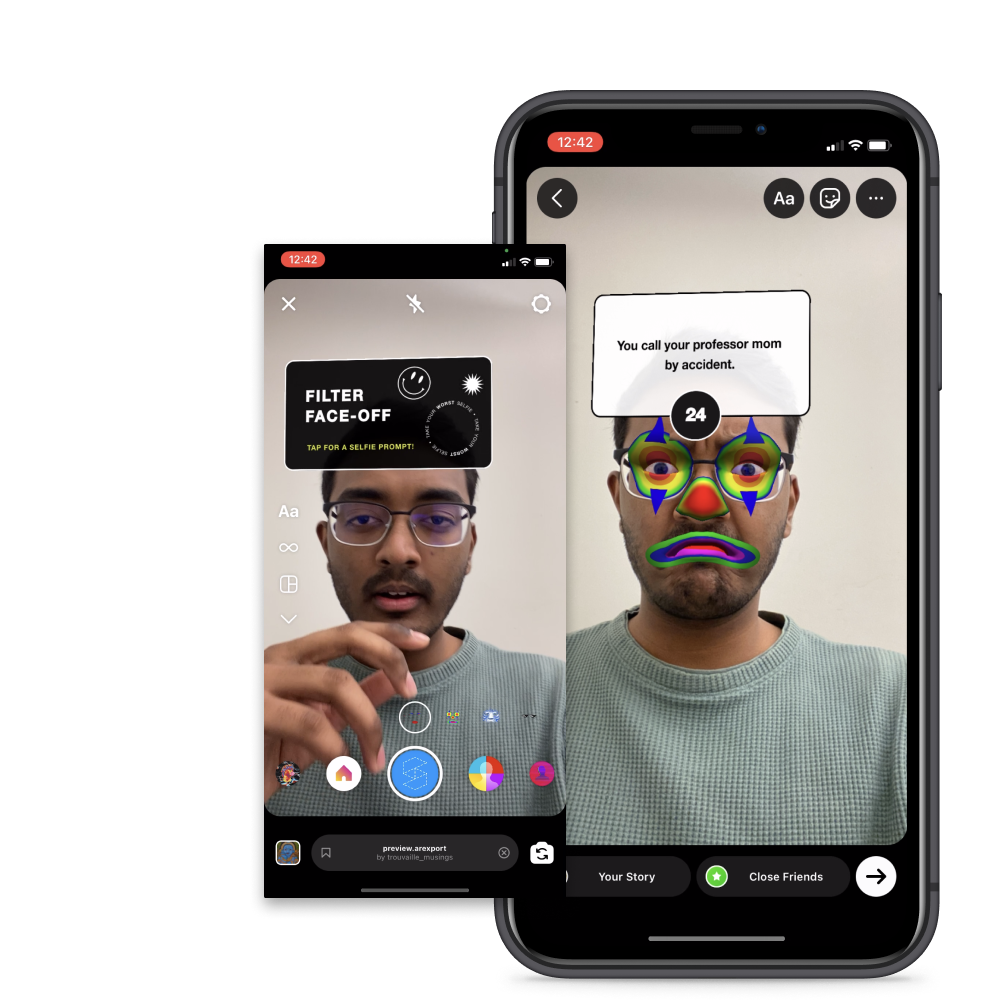 12:42
FILTER
FACE-OFF
TAP FOR A SELFIE PROMPT!
TAKE YOUR WORST SELFIE • TAKE YOUR WORST SELFIE •
Aa
preview.arexport
by trouvaille_musings
12:42
Aa
You call your professor mom
by accident.
24
Your Story
Close Friends